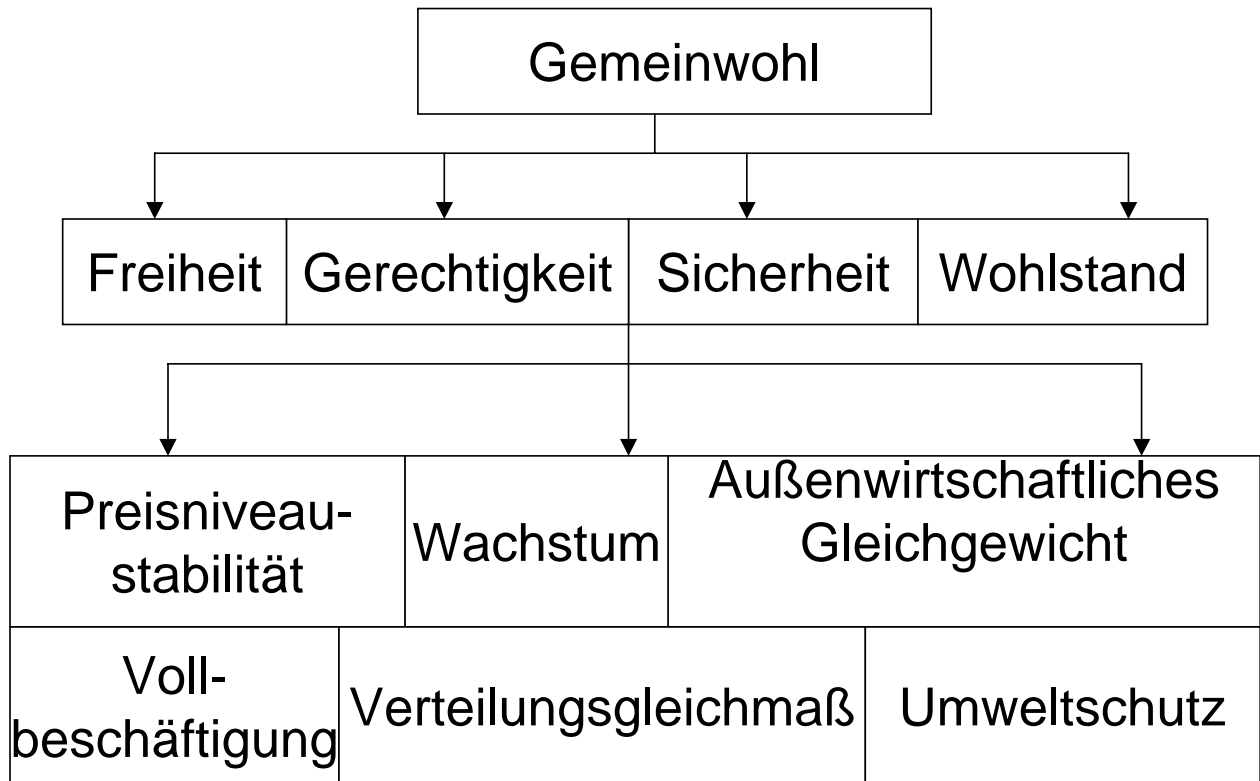 Gemeinwohl
Freiheit
Gerechtigkeit
Sicherheit
Wohlstand
Preisniveau-
stabilität
Wachstum
Außenwirtschaftliches
Gleichgewicht
Voll-
beschäftigung
Verteilungsgleichmaß
Umweltschutz